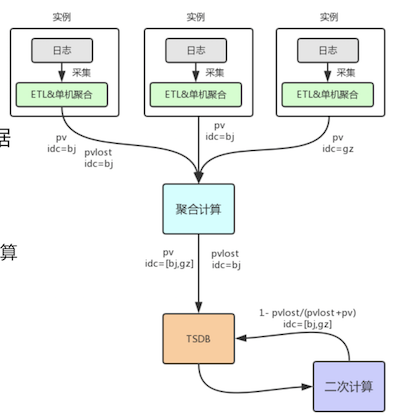 实例
实例
实例
日志
日志
日志
采集
采集
采集
ETL&单机聚合
ETL&单机聚合
ETL&单机聚合
pv
idc=bj
pvlost
idc=bj
pv
idc=bj
pv
idc=gz
据
聚合计算
算
pv
idc=[bj,gz]
pvlost
idc=bj
1- pvlost/(pvlost+pv)
idc=[bj,gz]
TSDB
二次计算